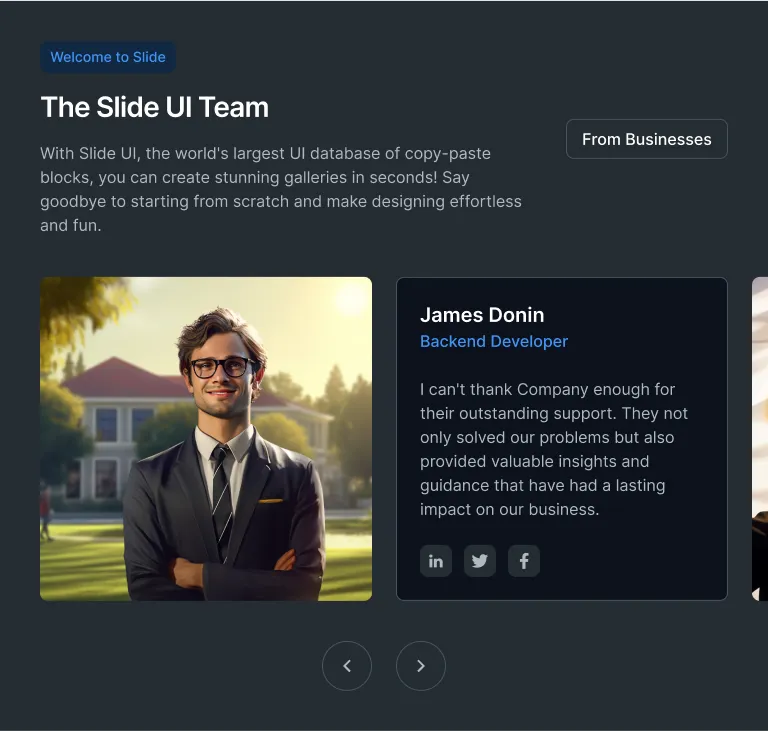 Welcome to Slide
The Slide UI Team
With Slide UI, the world's largest UI database of copy-paste
blocks, you can create stunning galleries in seconds! Say
goodbye to starting from scratch and make designing effortless
and fun.
From Businesses
James Donin
Backend Developer
I can't thank Company enough for
their outstanding support. They not
only solved our problems but also
provided valuable insights and
guidance that have had a lasting
impact on our business.